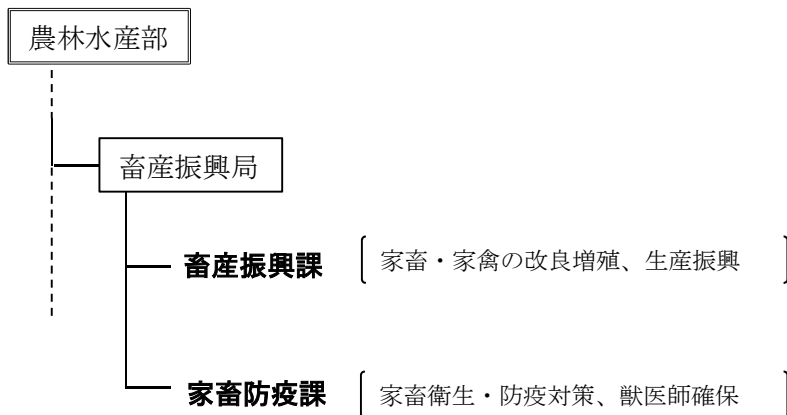 農林水産部
畜産振興局
畜産振興課 家畜・家禽の改良増殖、生産振興
家畜防疫課 家畜衛生・防疫対策、獣医師確保